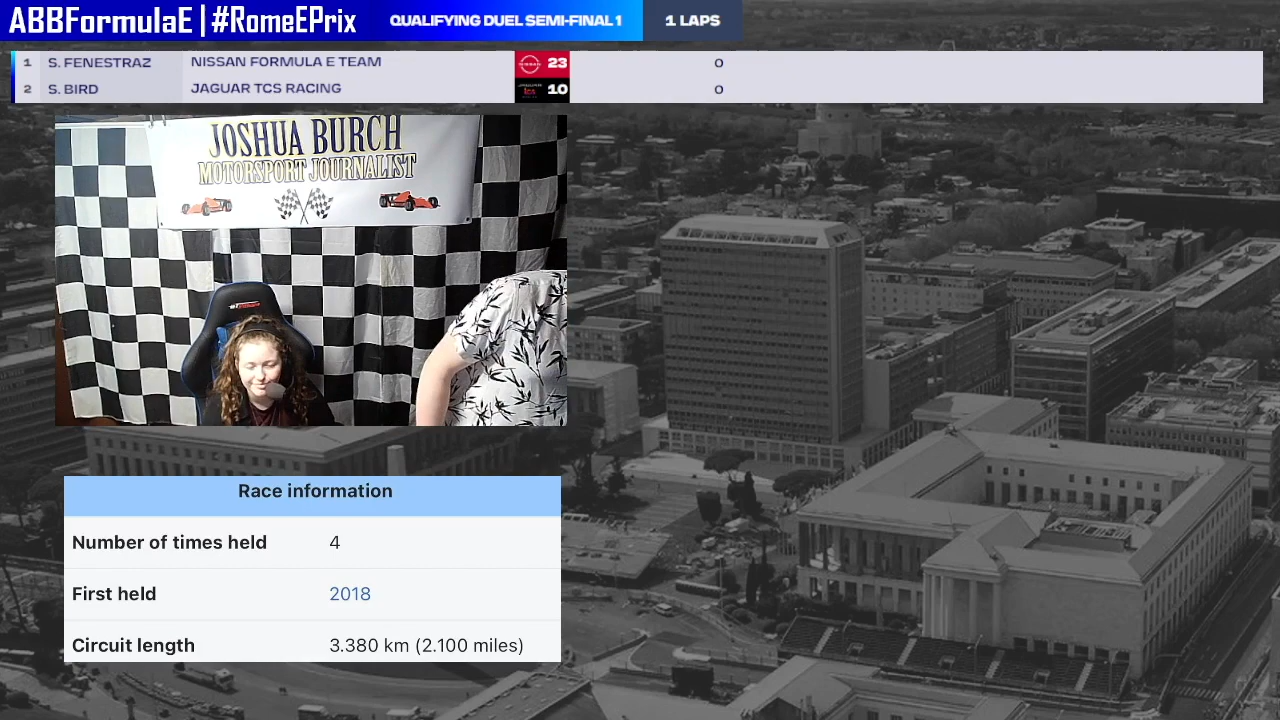 ABBFormulaE | #RomeEPrix QUALIFYING DUEL SEMI-FINAL 1 1 LAPS
1 S. FENESTRAZ NISSAN FORMULA E TEAM NISSAN 23 0
2 S. BIRD JAGUAR TCS RACING 10 0
JOSHUA BURCH
MOTORSPORT JOURNALIST
Race information
Number of times held 4
First held 2018
Circuit length 3.380 km (2.100 miles)